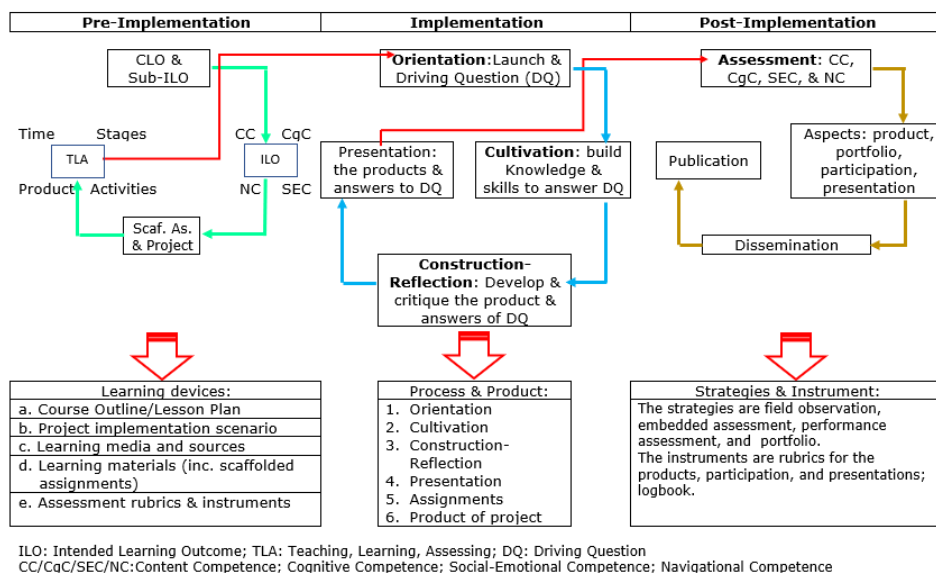 Pre-Implementation
Implementation
Post-Implementation
CLO &
Sub-ILO
Time Stages
TLA
Product Activities
CC CgC
ILO
NC SEC
Scaf. As.
& Project
Orientation:Launch &
Driving Question (DQ)
Presentation:
the products &
answers to DQ
Cultivation: build
Knowledge &
skills to answer DQ
Construction-
Reflection: Develop &
critique the product &
answers of DQ
Assessment: CC,
CgC, SEC, & NC
Publication
Aspects: product,
portfolio,
participation,
presentation
Dissemination
Learning devices:
a. Course Outline/Lesson Plan
b. Project implementation scenario
c. Learning media and sources
d. Learning materials (inc. scaffolded
assignments)
e. Assessment rubrics & instruments
Process & Product:
1. Orientation
2. Cultivation
3. Construction-
Reflection
4. Presentation
5. Assignments
6. Product of project
Strategies & Instrument:
The strategies are field observation,
embedded assessment, performance
assessment, and portfolio.
The instruments are rubrics for the
products, participation, and presentations;
logbook.
ILO: Intended Learning Outcome; TLA: Teaching, Learning, Assessing; DQ: Driving Question
CC/CgC/SEC/NC:Content Competence; Cognitive Competence; Social-Emotional Competence; Navigational Competence